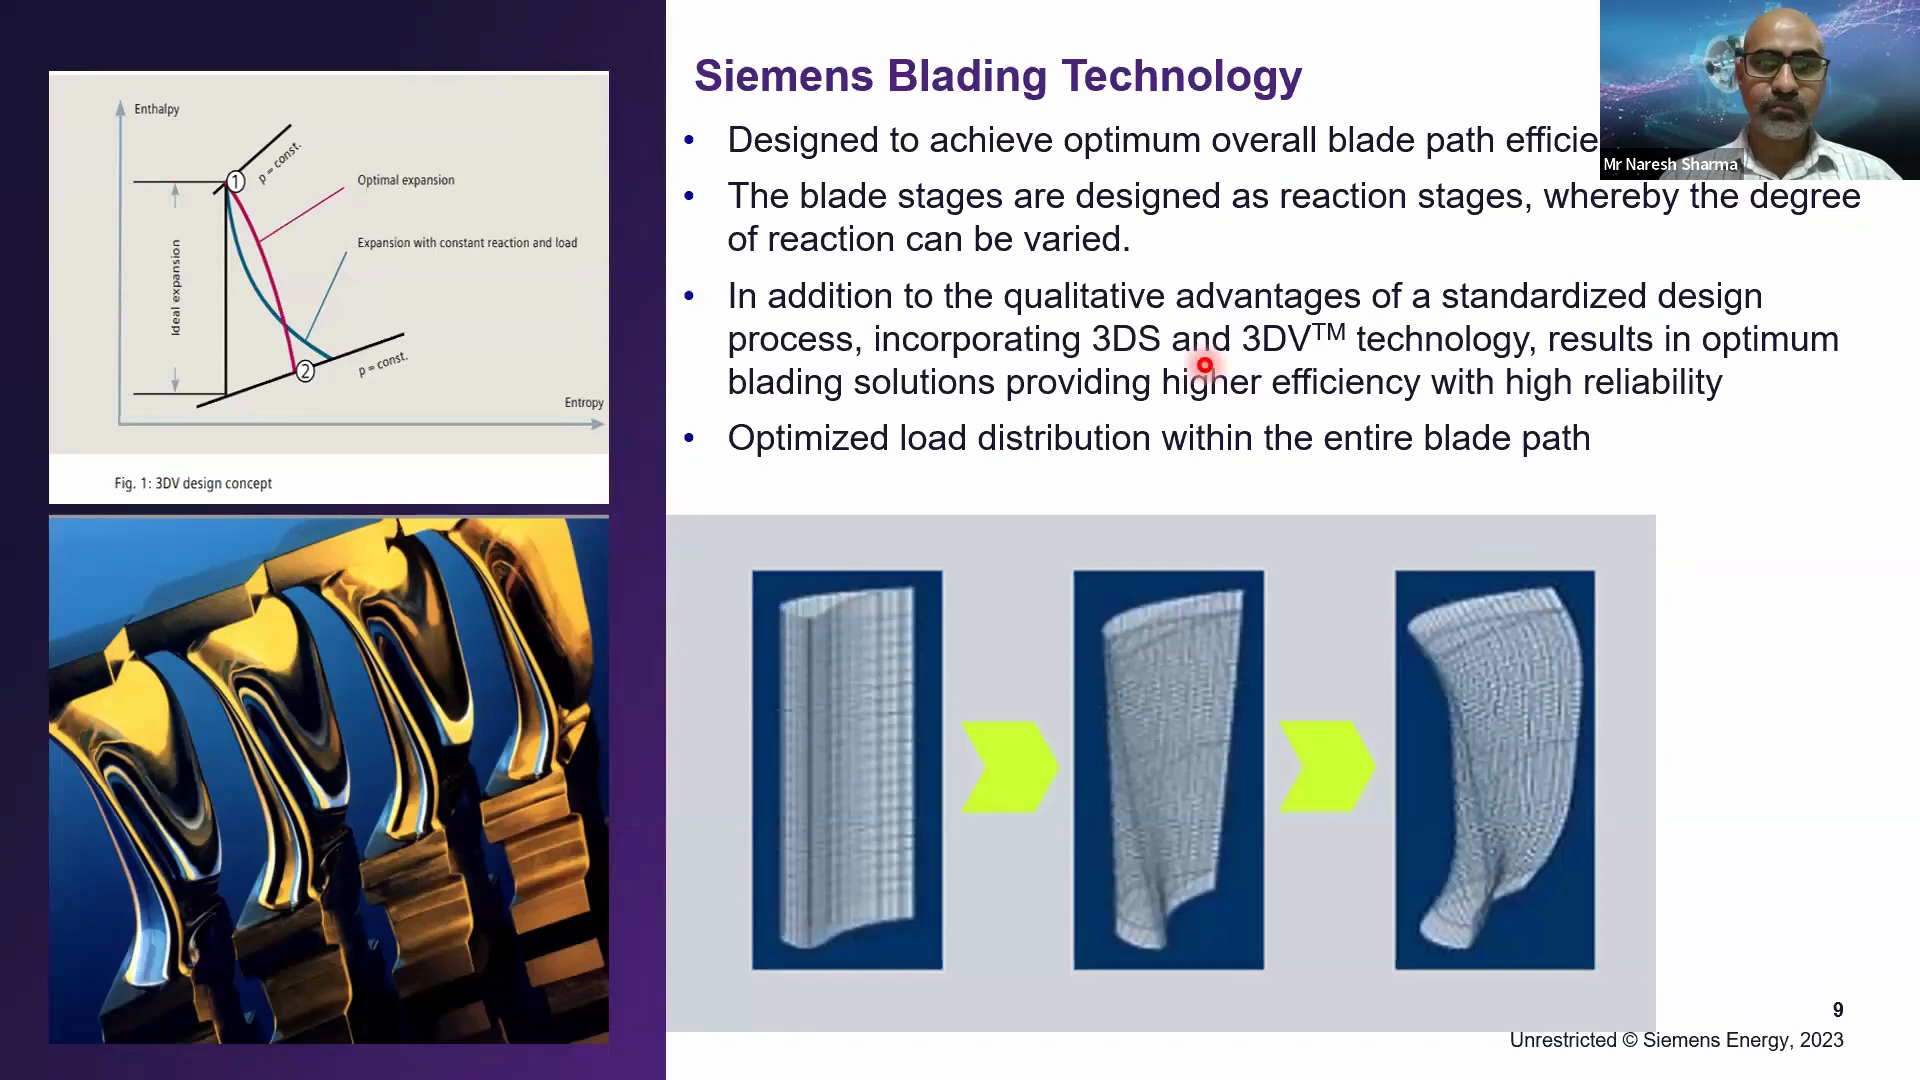 Siemens Blading Technology
• Designed to achieve optimum overall blade path efficie
• The blade stages are designed as reaction stages, whereby the degree
of reaction can be varied.
• In addition to the qualitative advantages of a standardized design
process, incorporating 3DS and 3DV™ technology, results in optimum
blading solutions providing higher efficiency with high reliability
• Optimized load distribution within the entire blade path
Mr Naresh Sharma
Enthalpy
p = const.
1
Optimal expansion
Expansion with constant reaction and load
Ideal expansion
2
p = const.
Entropy
Fig. 1: 3DV design concept
9
Unrestricted © Siemens Energy, 2023